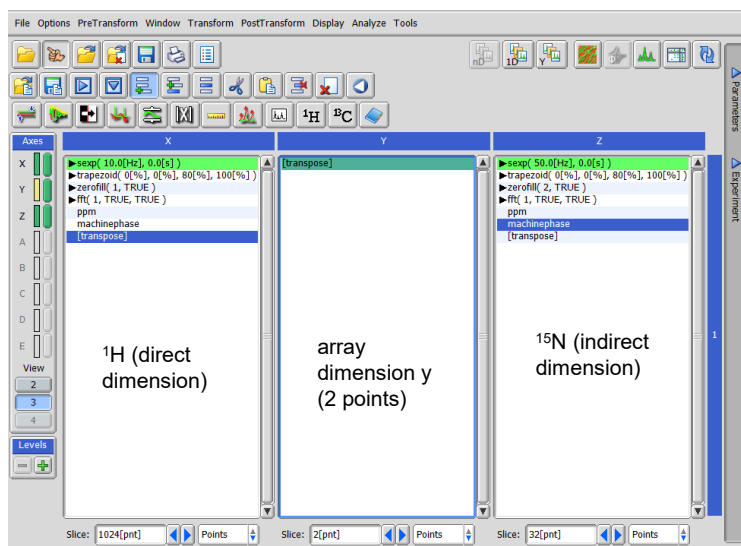 File Options PreTransform Window Transform PostTransform Display Analyze Tools
nD 1D Y
1H 13C
Axes X Y Z
X ▶sexp( 10.0[Hz], 0.0[s] ) [transpose] ▶sexp( 50.0[Hz], 0.0[s] )
▶trapezoid( 0[%], 0[%], 80[%], 100[%] ) ▶trapezoid( 0[%], 0[%], 80[%], 100[%] )
Y ▶zerofill( 1, TRUE ) ▶zerofill( 2, TRUE )
▶fft( 1, TRUE, TRUE ) ▶fft( 1, TRUE, TRUE )
Z ppm ppm
machinephase machinephase
A [transpose] [transpose]
B
C
D
E
¹H (direct
dimension)
array
dimension y
(2 points)
¹⁵N (indirect
dimension)
1
View
2
3
4
Levels
Slice: 1024[pnt] Points Slice: 2[pnt] Points Slice: 32[pnt] Points
Parameters
Experiment